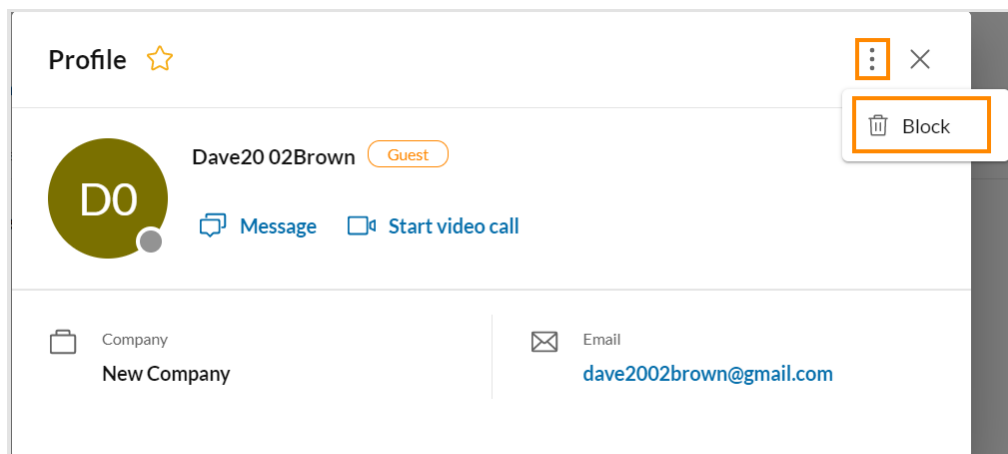 Profile
Block
Dave20 02Brown Guest
D0
Message Start video call
Company
New Company
Email
dave2002brown@gmail.com